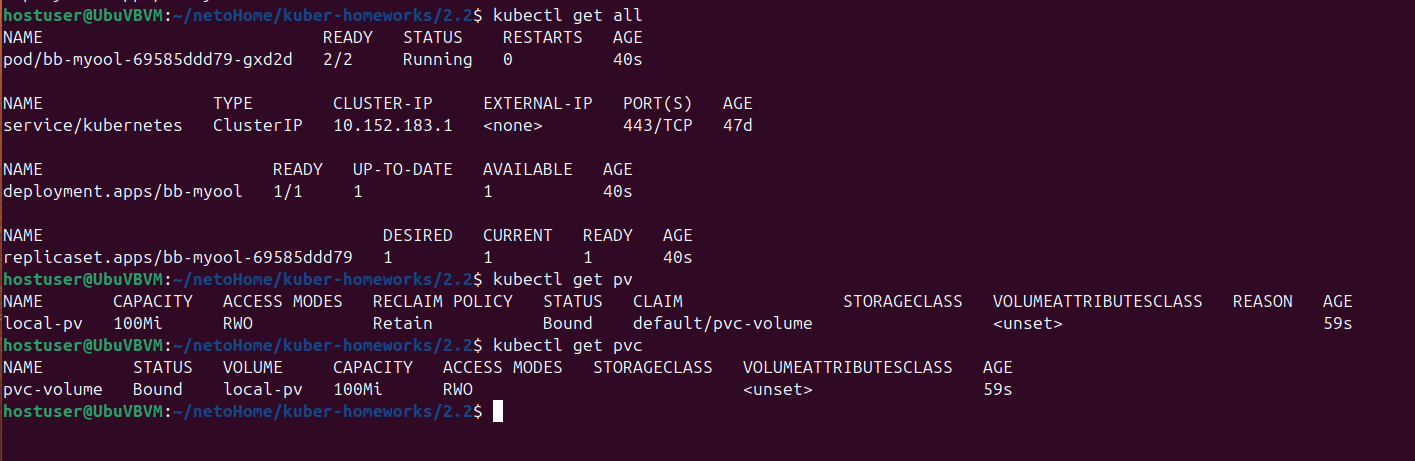 hostuser@UbuVBVM:~/netoHome/kuber-homeworks/2.2$ kubectl get all
NAME                            READY   STATUS    RESTARTS   AGE
pod/bb-myool-69585ddd79-gxd2d   2/2     Running   0          40s

NAME                 TYPE        CLUSTER-IP     EXTERNAL-IP   PORT(S)   AGE
service/kubernetes   ClusterIP   10.152.183.1   <none>        443/TCP   47d

NAME                       READY   UP-TO-DATE   AVAILABLE   AGE
deployment.apps/bb-myool   1/1     1            1           40s

NAME                                  DESIRED   CURRENT   READY   AGE
replicaset.apps/bb-myool-69585ddd79   1         1         1       40s
hostuser@UbuVBVM:~/netoHome/kuber-homeworks/2.2$ kubectl get pv
NAME       CAPACITY   ACCESS MODES   RECLAIM POLICY   STATUS   CLAIM                STORAGECLASS   VOLUMEATTRIBUTESCLASS   REASON   AGE
local-pv   100Mi      RWO            Retain           Bound    default/pvc-volume                  <unset>                          59s
hostuser@UbuVBVM:~/netoHome/kuber-homeworks/2.2$ kubectl get pvc
NAME         STATUS   VOLUME     CAPACITY   ACCESS MODES   STORAGECLASS   VOLUMEATTRIBUTESCLASS   AGE
pvc-volume   Bound    local-pv   100Mi      RWO                           <unset>                 59s
hostuser@UbuVBVM:~/netoHome/kuber-homeworks/2.2$